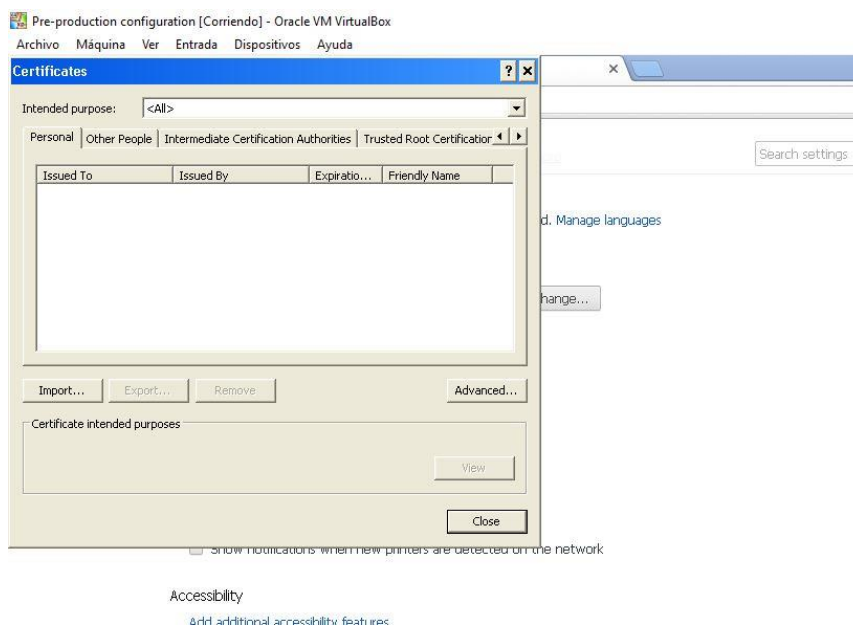 Pre-production configuration [Corriendo] - Oracle VM VirtualBox
Archivo Máquina Ver Entrada Dispositivos Ayuda
Certificates
Intended purpose: <All>
Personal Other People Intermediate Certification Authorities Trusted Root Certification
Issued To Issued By Expiratio... Friendly Name
Search settings
d. Manage languages
hange...
Import... Export... Remove Advanced...
Certificate intended purposes
View
Close
Show notifications when new printers are detected on the network
Accessibility
Add additional accessibility features